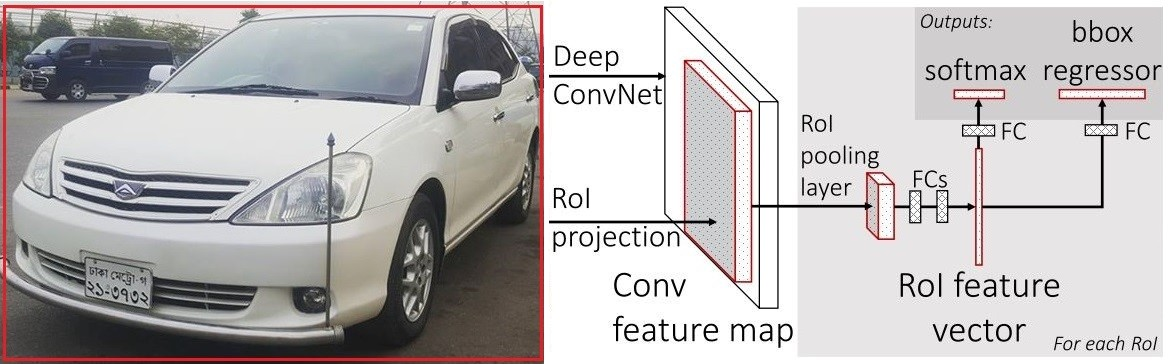 ঢাকা মেট্রো-গ
২১-৩৭৩২
Deep
ConvNet
RoI
projection
Conv
feature map
RoI
pooling
layer
FCs
RoI feature
vector
Outputs:
softmax
bbox
regressor
FC
FC
For each RoI